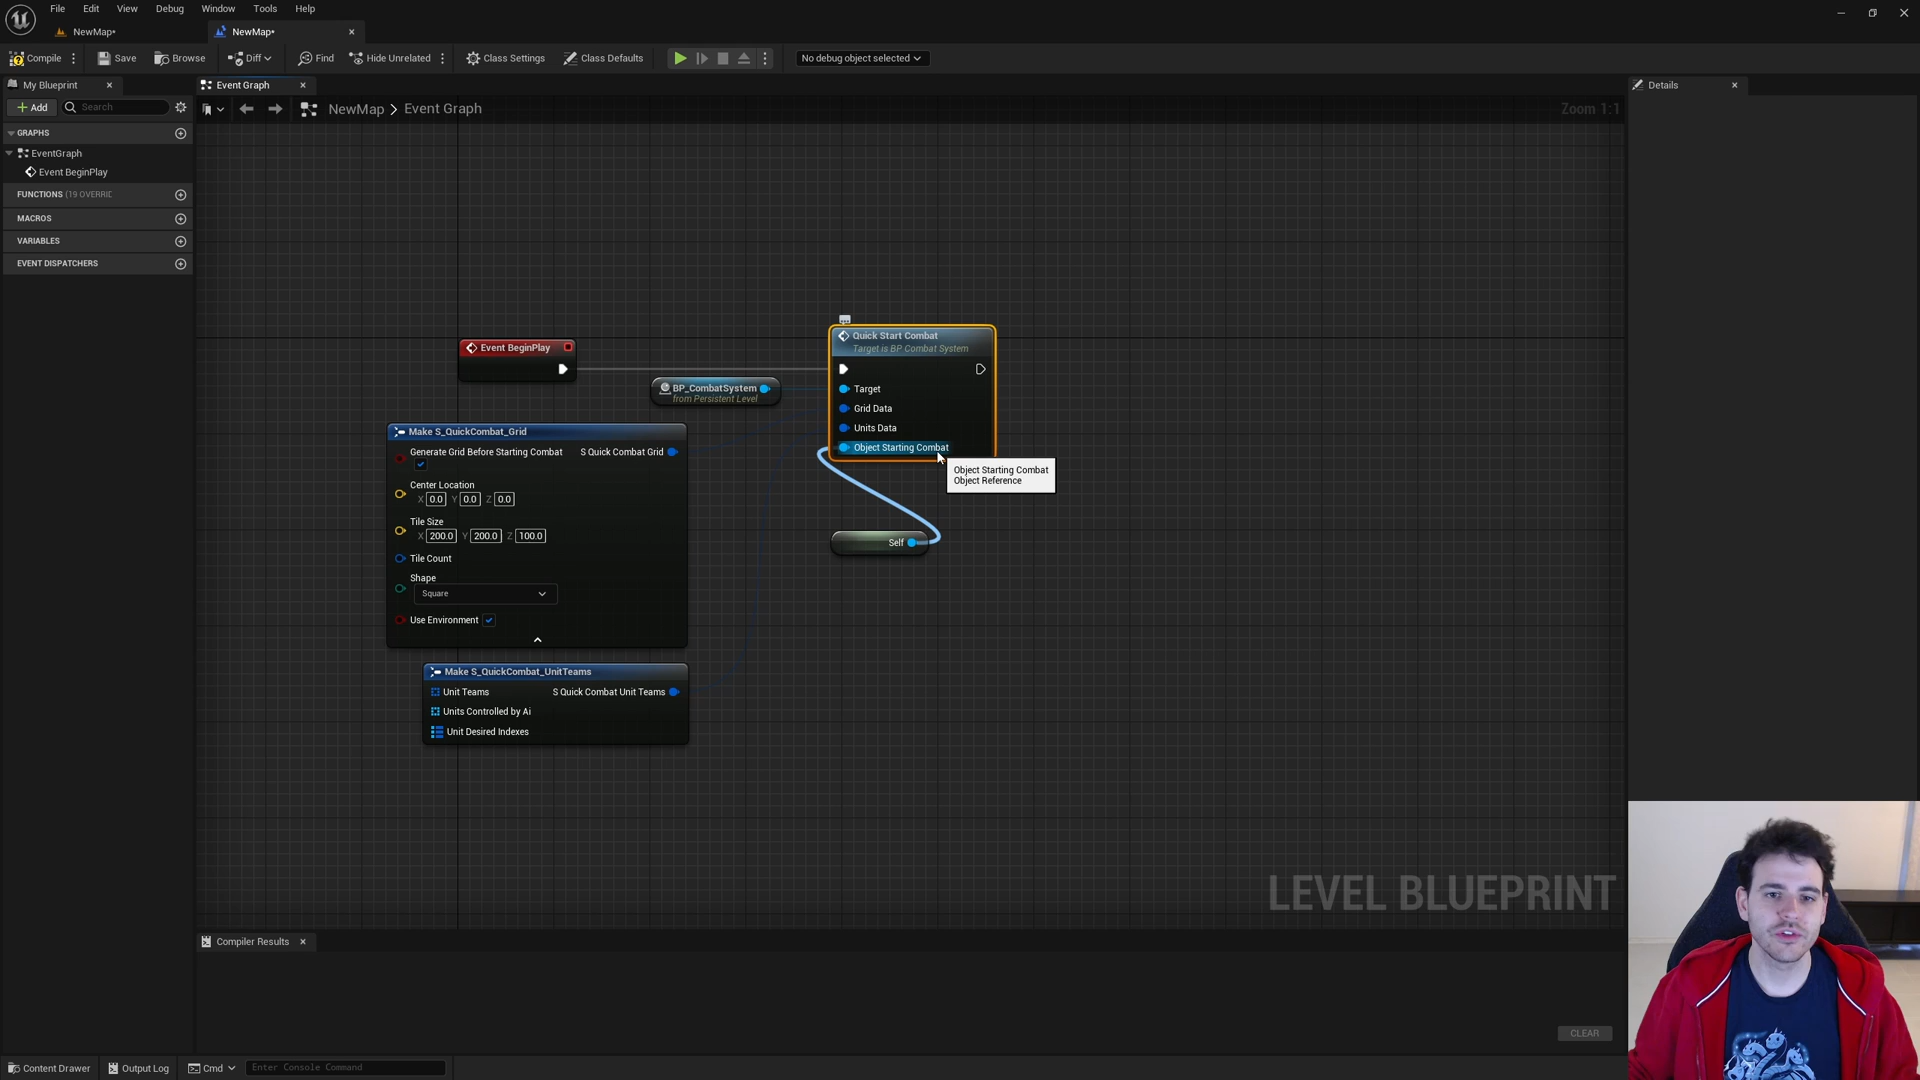 File Edit View Debug Window Tools Help
NewMap*
NewMap*
Compile
Save
Browse
Diff
Find
Hide Unrelated
Class Settings
Class Defaults
No debug object selected
My Blueprint
Event Graph
Details
Add
Search
NewMap > Event Graph
Zoom 1:1
GRAPHS
EventGraph
Event BeginPlay
FUNCTIONS (19 OVERRIC
MACROS
VARIABLES
EVENT DISPATCHERS
Event BeginPlay
BP_CombatSystem
from Persistent Level
Quick Start Combat
Target is BP Combat System
Target
Grid Data
Units Data
Object Starting Combat
Object Starting Combat
Object Reference
Self
Make S_QuickCombat_Grid
Generate Grid Before Starting Combat
S Quick Combat Grid
Center Location
X 0.0 Y 0.0 Z 0.0
Tile Size
X 200.0 Y 200.0 Z 100.0
Tile Count
Shape
Square
Use Environment
Make S_QuickCombat_UnitTeams
Unit Teams
S Quick Combat Unit Teams
Units Controlled by Ai
Unit Desired Indexes
LEVEL BLUEPRINT
Compiler Results
CLEAR
Content Drawer
Output Log
Cmd
Enter Console Command